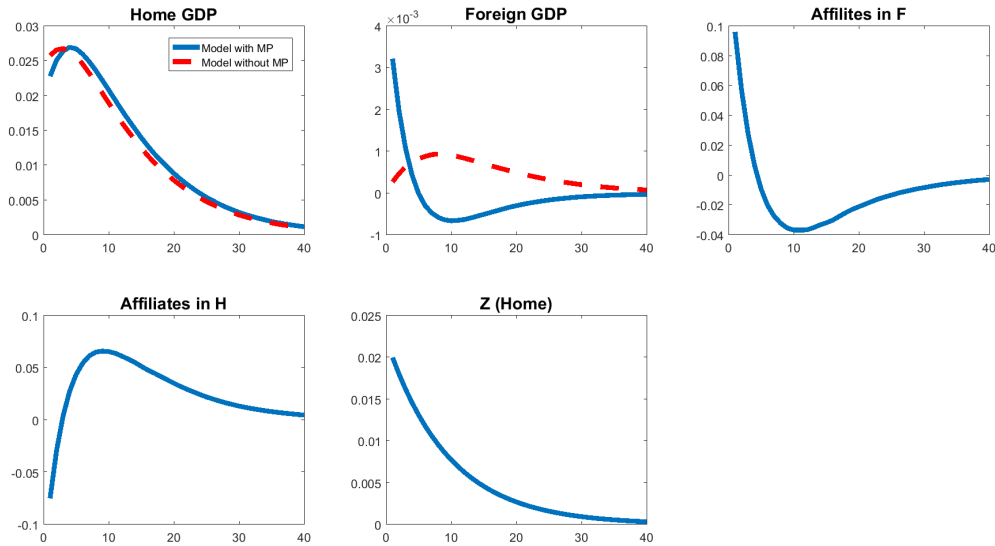 Home GDP
0.03
0.025
0.02
0.015
0.01
0.005
0
0 10 20 30 40
Model with MP
Model without MP
Foreign GDP
×10⁻³
4
3
2
1
0
-1
0 10 20 30 40
Affilites in F
0.1
0.08
0.06
0.04
0.02
0
-0.02
-0.04
0 10 20 30 40
Affiliates in H
0.1
0.05
0
-0.05
-0.1
0 10 20 30 40
Z (Home)
0.025
0.02
0.015
0.01
0.005
0
0 10 20 30 40